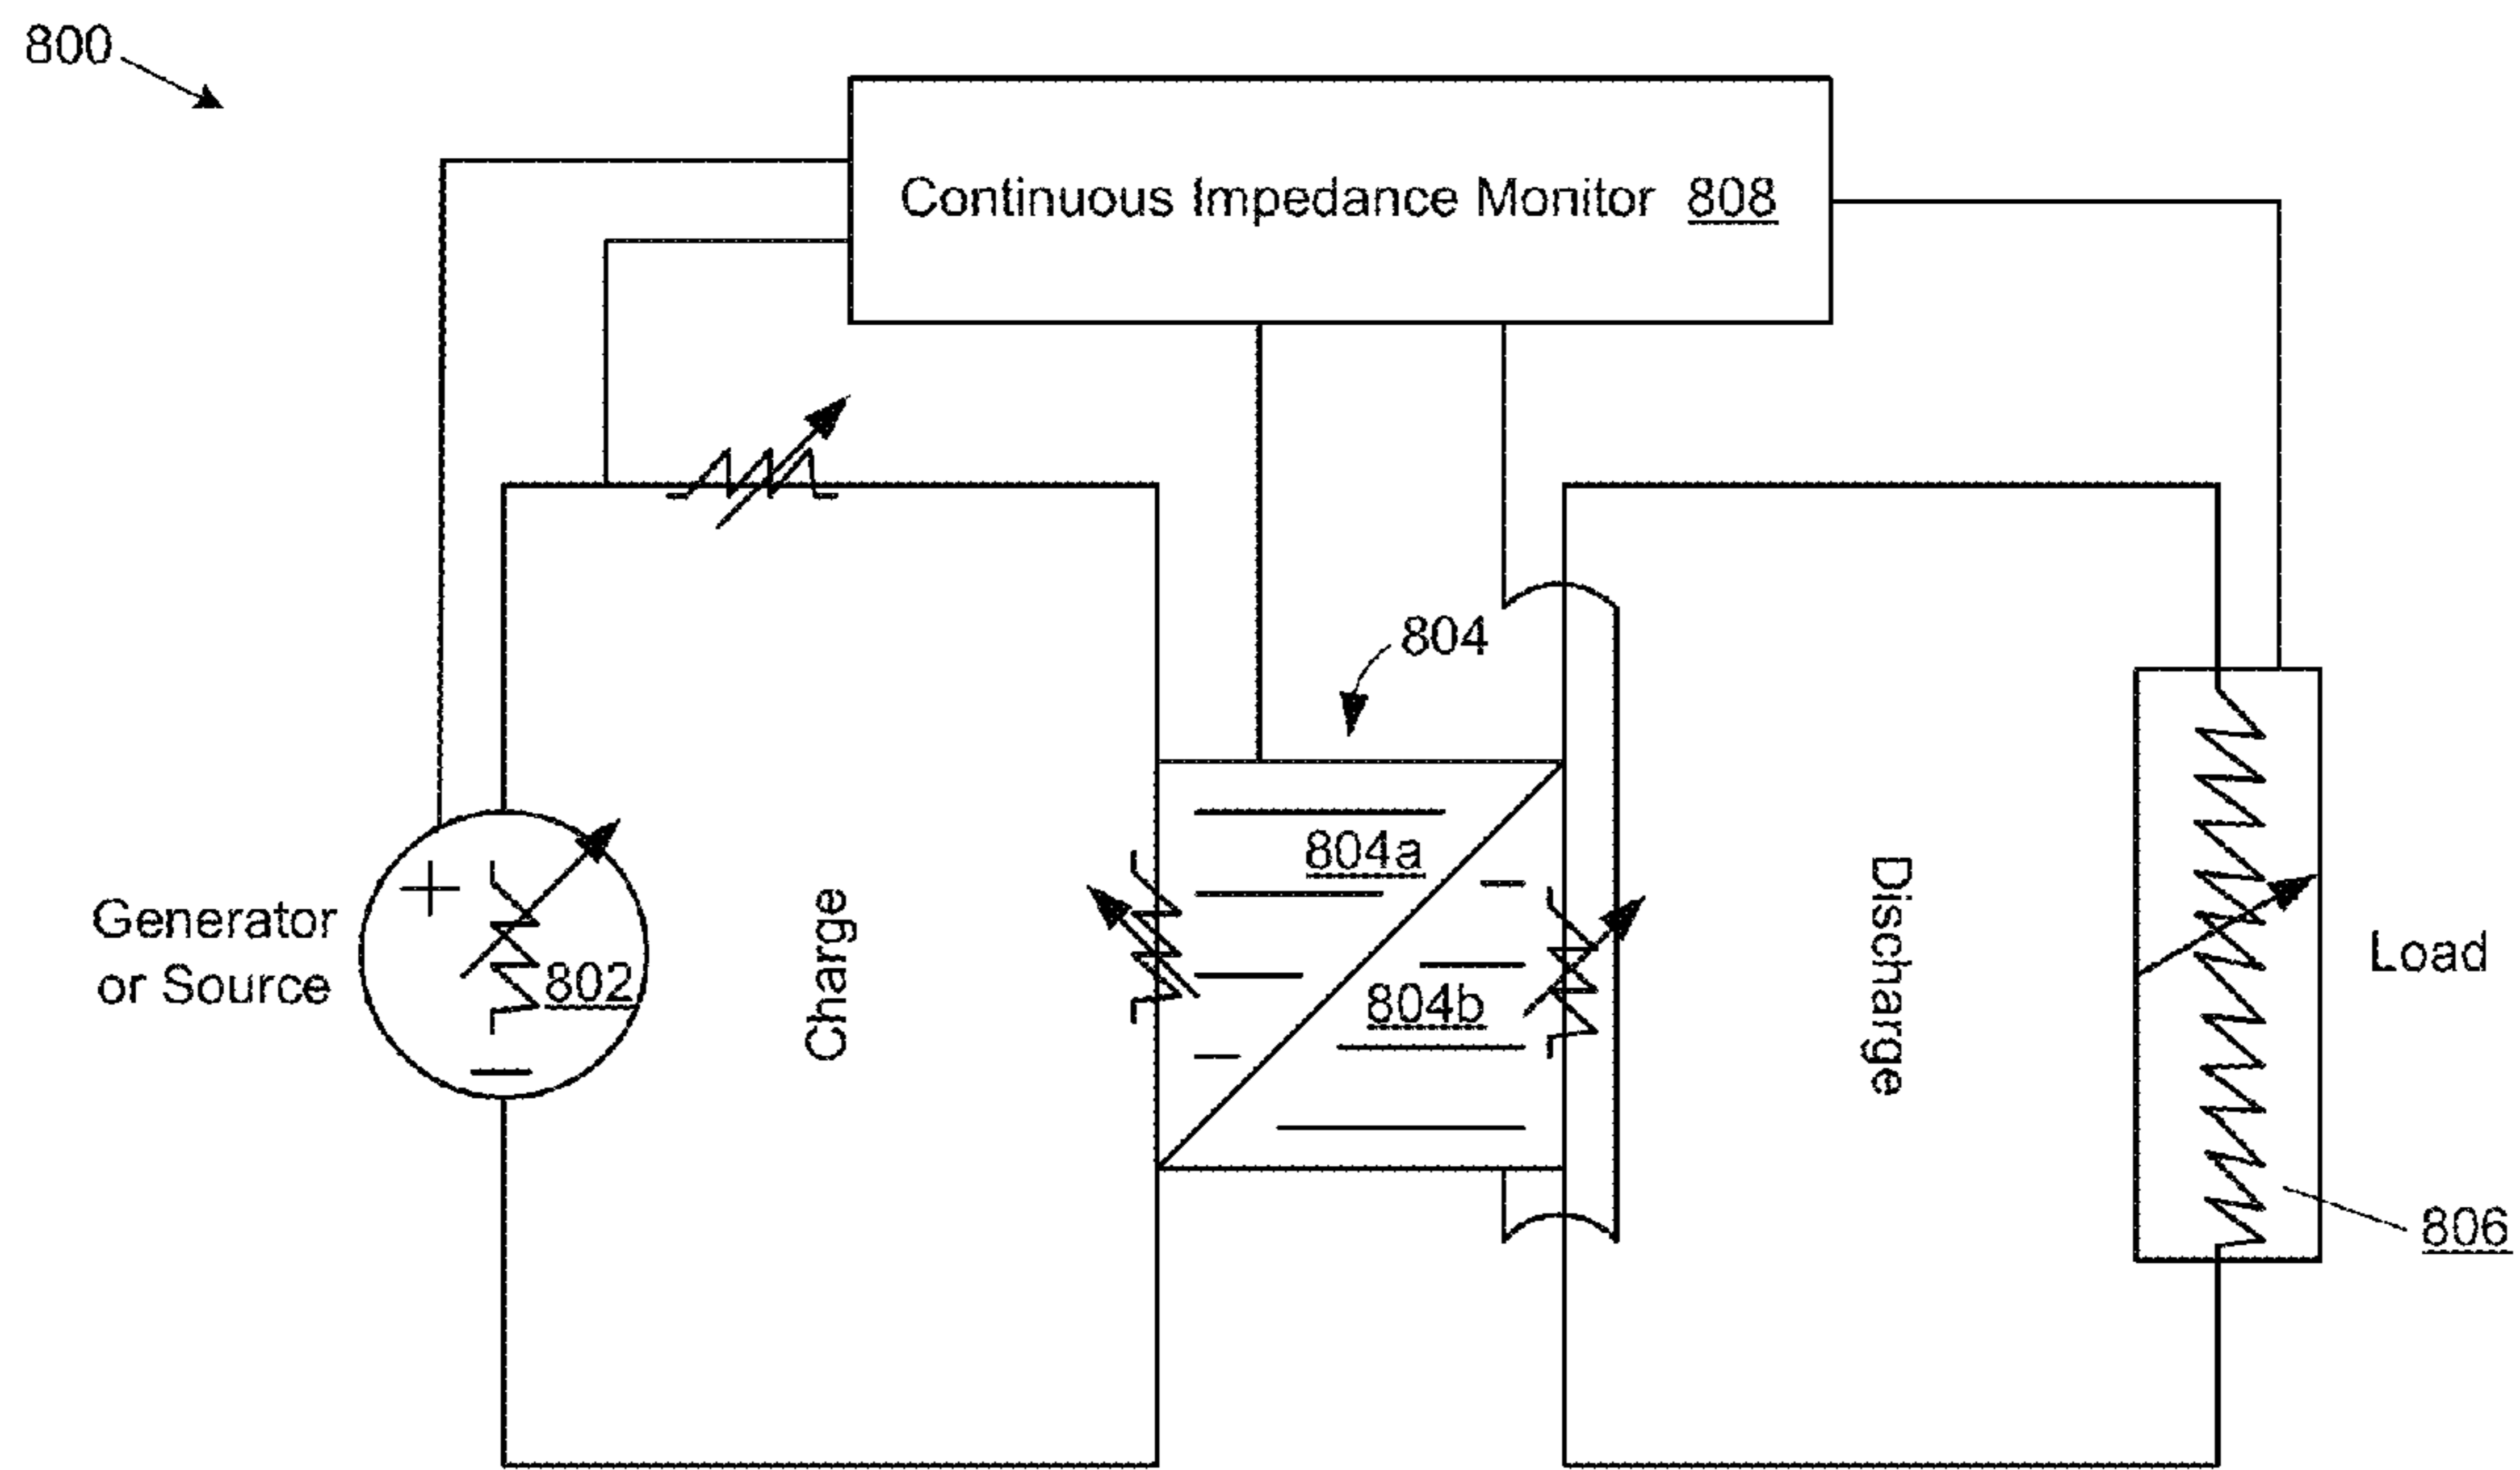 800
Continuous Impedance Monitor 808
804
804a
804b
Generator
or Source
802
+
−
Charge
Discharge
Load
806